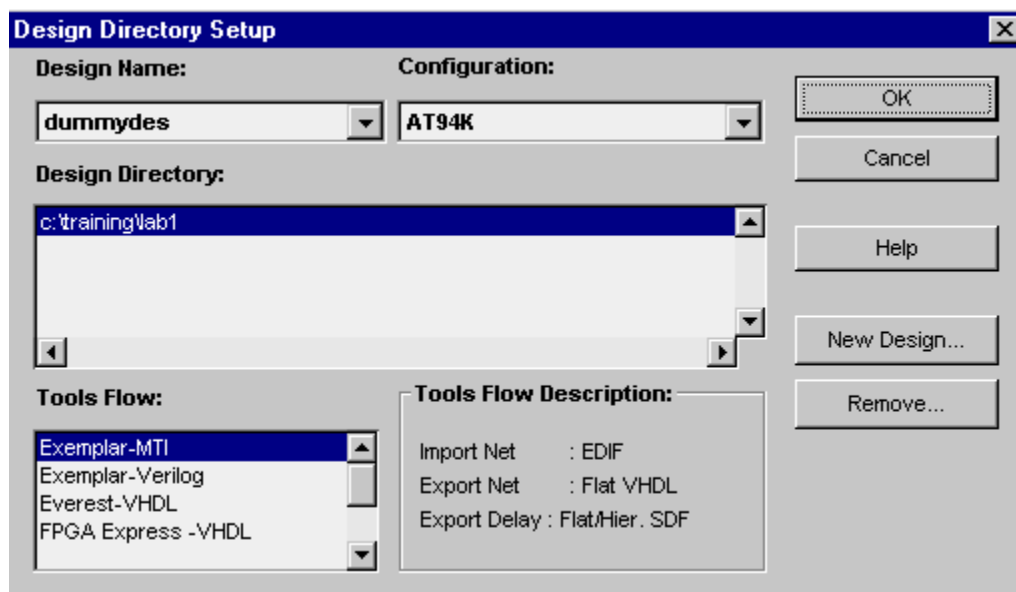 Design Directory Setup
Design Name:
Configuration:
dummydes
AT94K
Design Directory:
c:\training\lab1
OK
Cancel
Help
New Design...
Remove...
Tools Flow:
Exemplar-MTI
Exemplar-Verilog
Everest-VHDL
FPGA Express -VHDL
Tools Flow Description:
Import Net : EDIF
Export Net : Flat VHDL
Export Delay : Flat/Hier. SDF